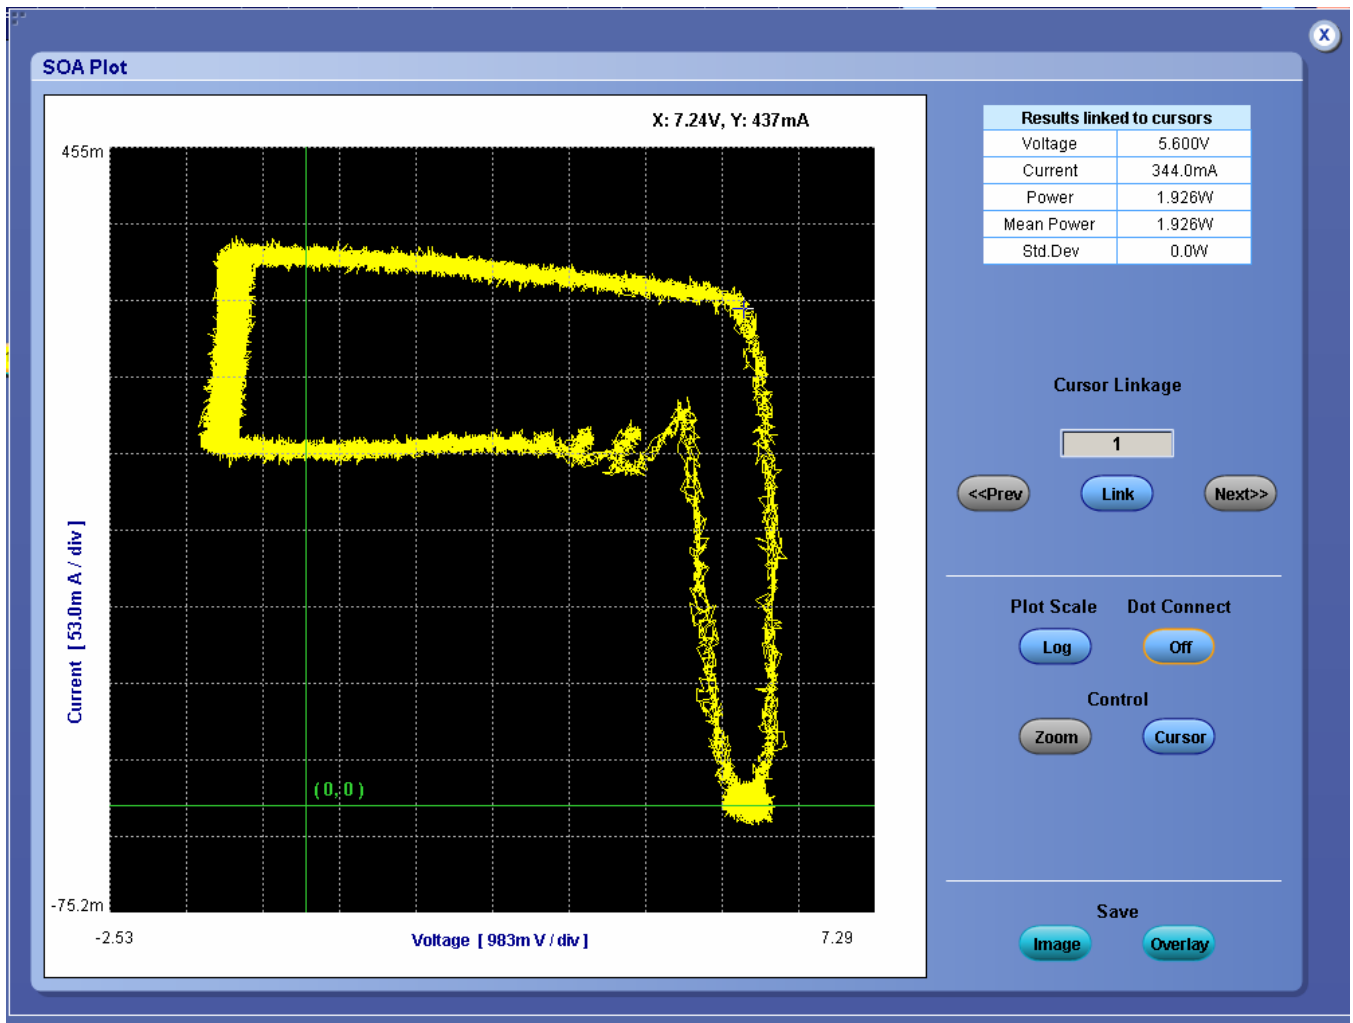 X
SOA Plot
X: 7.24V, Y: 437mA
455m
Current [ 53.0m A / div ]
(0,0)
-75.2m
-2.53
Voltage [ 983m V / div ]
7.29
Results linked to cursors
Voltage 5.600V
Current 344.0mA
Power 1.926W
Mean Power 1.926W
Std.Dev 0.0W
Cursor Linkage
1
<<Prev Link Next>>
Plot Scale Dot Connect
Log Off
Control
Zoom Cursor
Save
Image Overlay